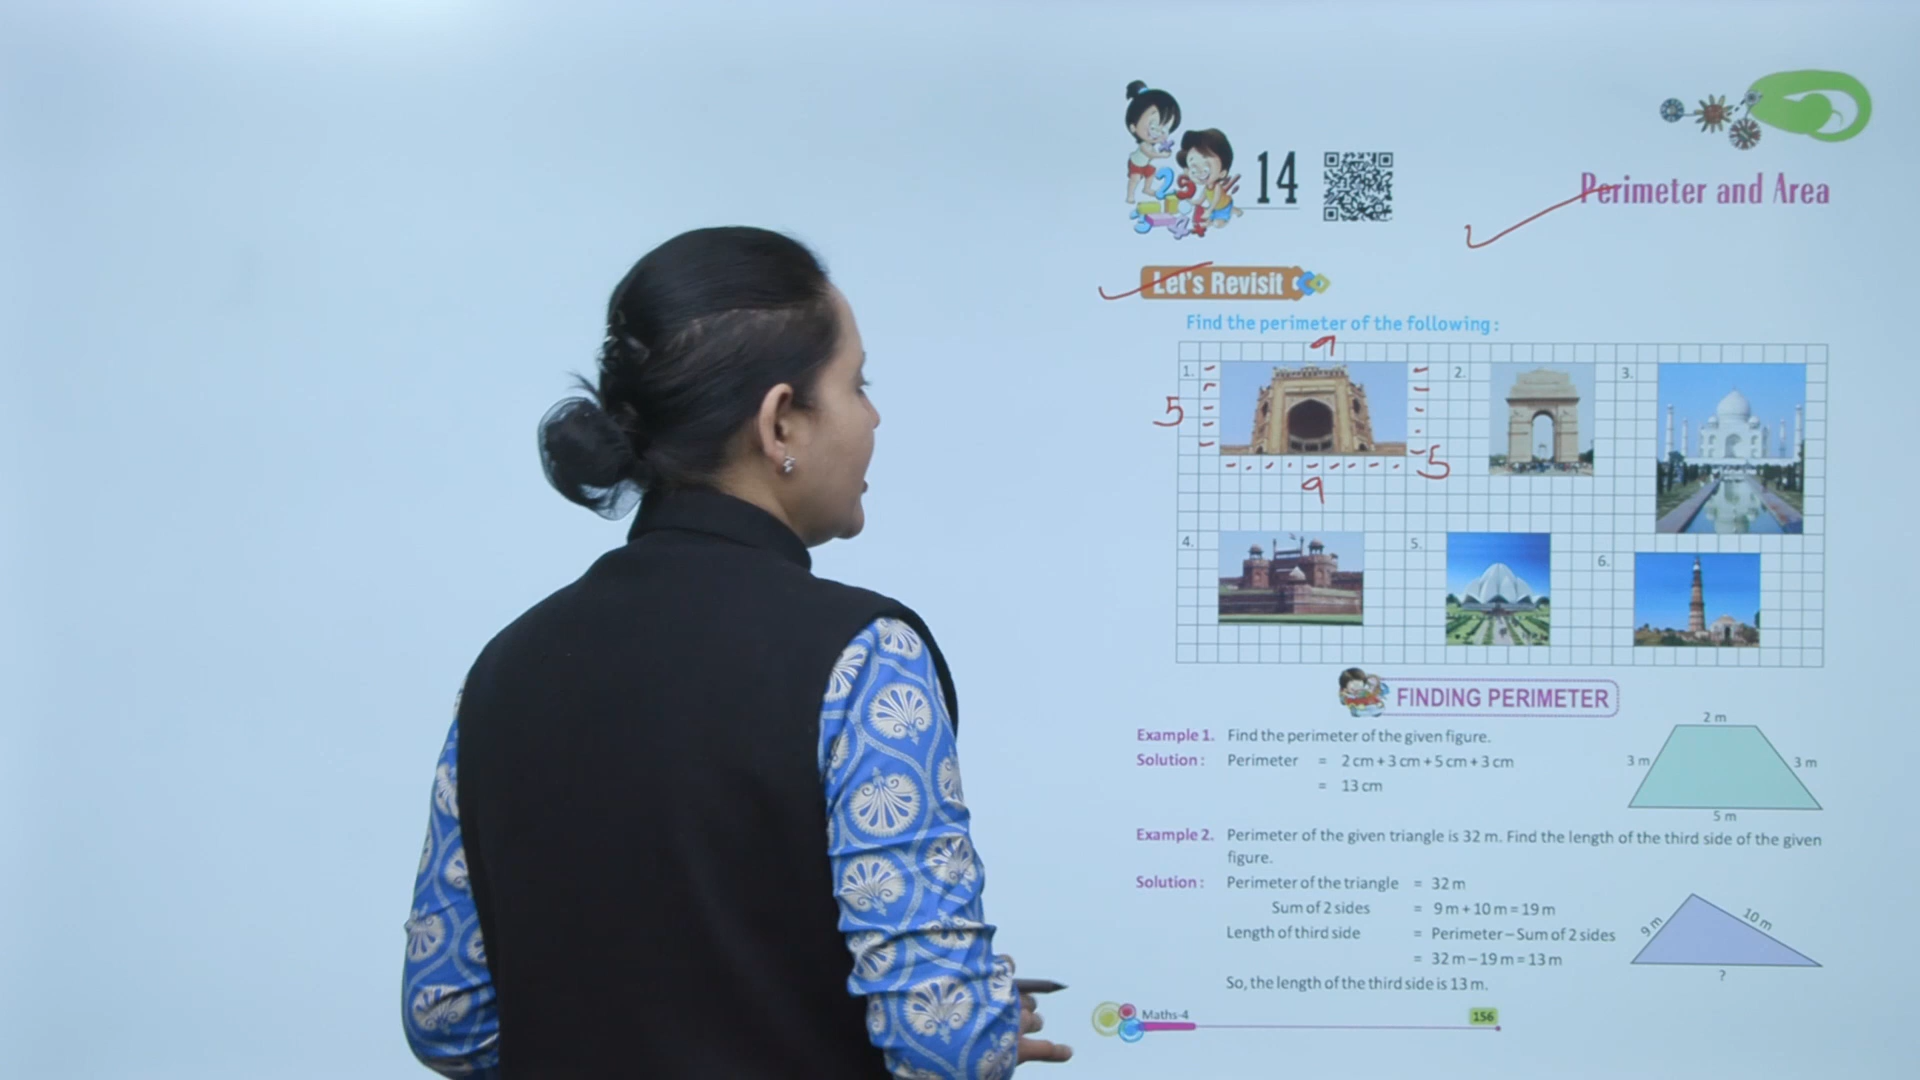 14
Perimeter and Area
Let's Revisit
Find the perimeter of the following :
9
1.
2.
3.
5
5
9
4.
5.
6.
FINDING PERIMETER
2 m
Example 1. Find the perimeter of the given figure.
Solution : Perimeter = 2 cm + 3 cm + 5 cm + 3 cm
3 m
3 m
= 13 cm
5 m
Example 2. Perimeter of the given triangle is 32 m. Find the length of the third side of the given
figure.
Solution : Perimeter of the triangle = 32 m
Sum of 2 sides = 9 m + 10 m = 19 m
9 m
10 m
Length of third side = Perimeter – Sum of 2 sides
= 32 m – 19 m = 13 m
?
So, the length of the third side is 13 m.
Maths-4
156